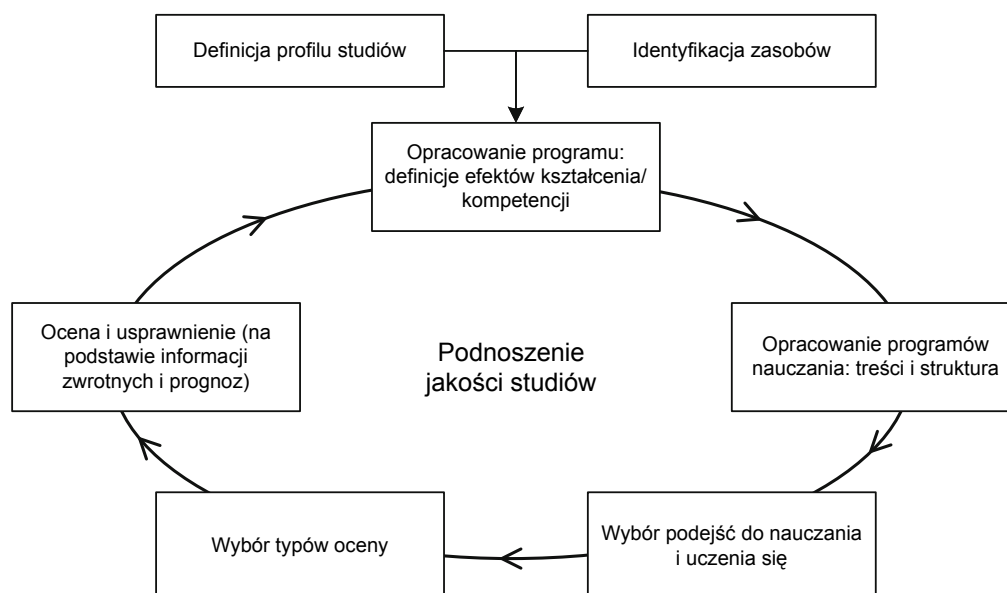 Definicja profilu studiów
Identyfikacja zasobów
Opracowanie programu:
definicje efektów kształcenia/
kompetencji
Ocena i usprawnienie (na
podstawie informacji
zwrotnych i prognoz)
Podnoszenie
jakości studiów
Opracowanie programów
nauczania: treści i struktura
Wybór typów oceny
Wybór podejść do nauczania
i uczenia się